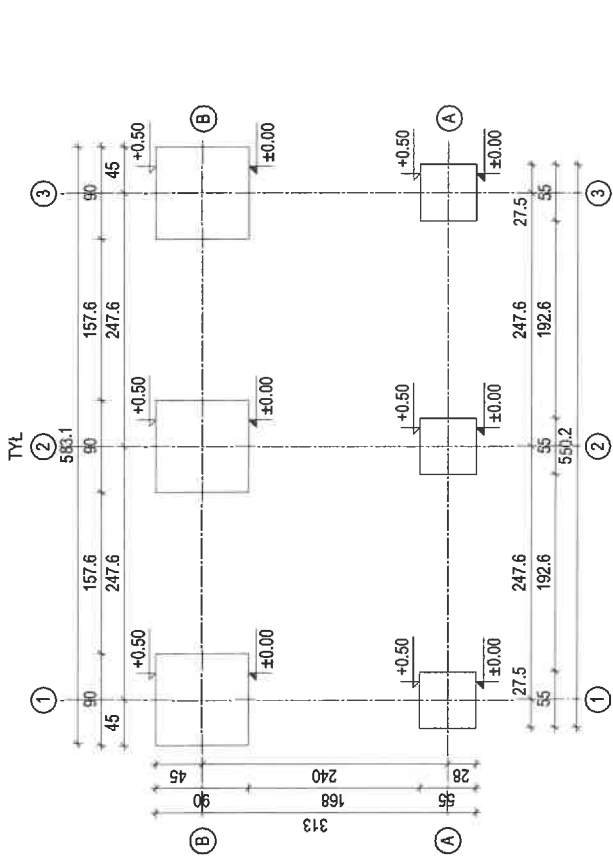 TYŁ
1 2 3
583.1
90 157.6 90 157.6 90
45 247.6 247.6 45
+0.50 +0.50 +0.50
B B
±0.00 ±0.00 ±0.00
45
90
240
168
313
+0.50 +0.50 +0.50
A A
±0.00 ±0.00 ±0.00
28
55
27.5 247.6 247.6 27.5
55 192.6 55 192.6 55
550.2
1 2 3